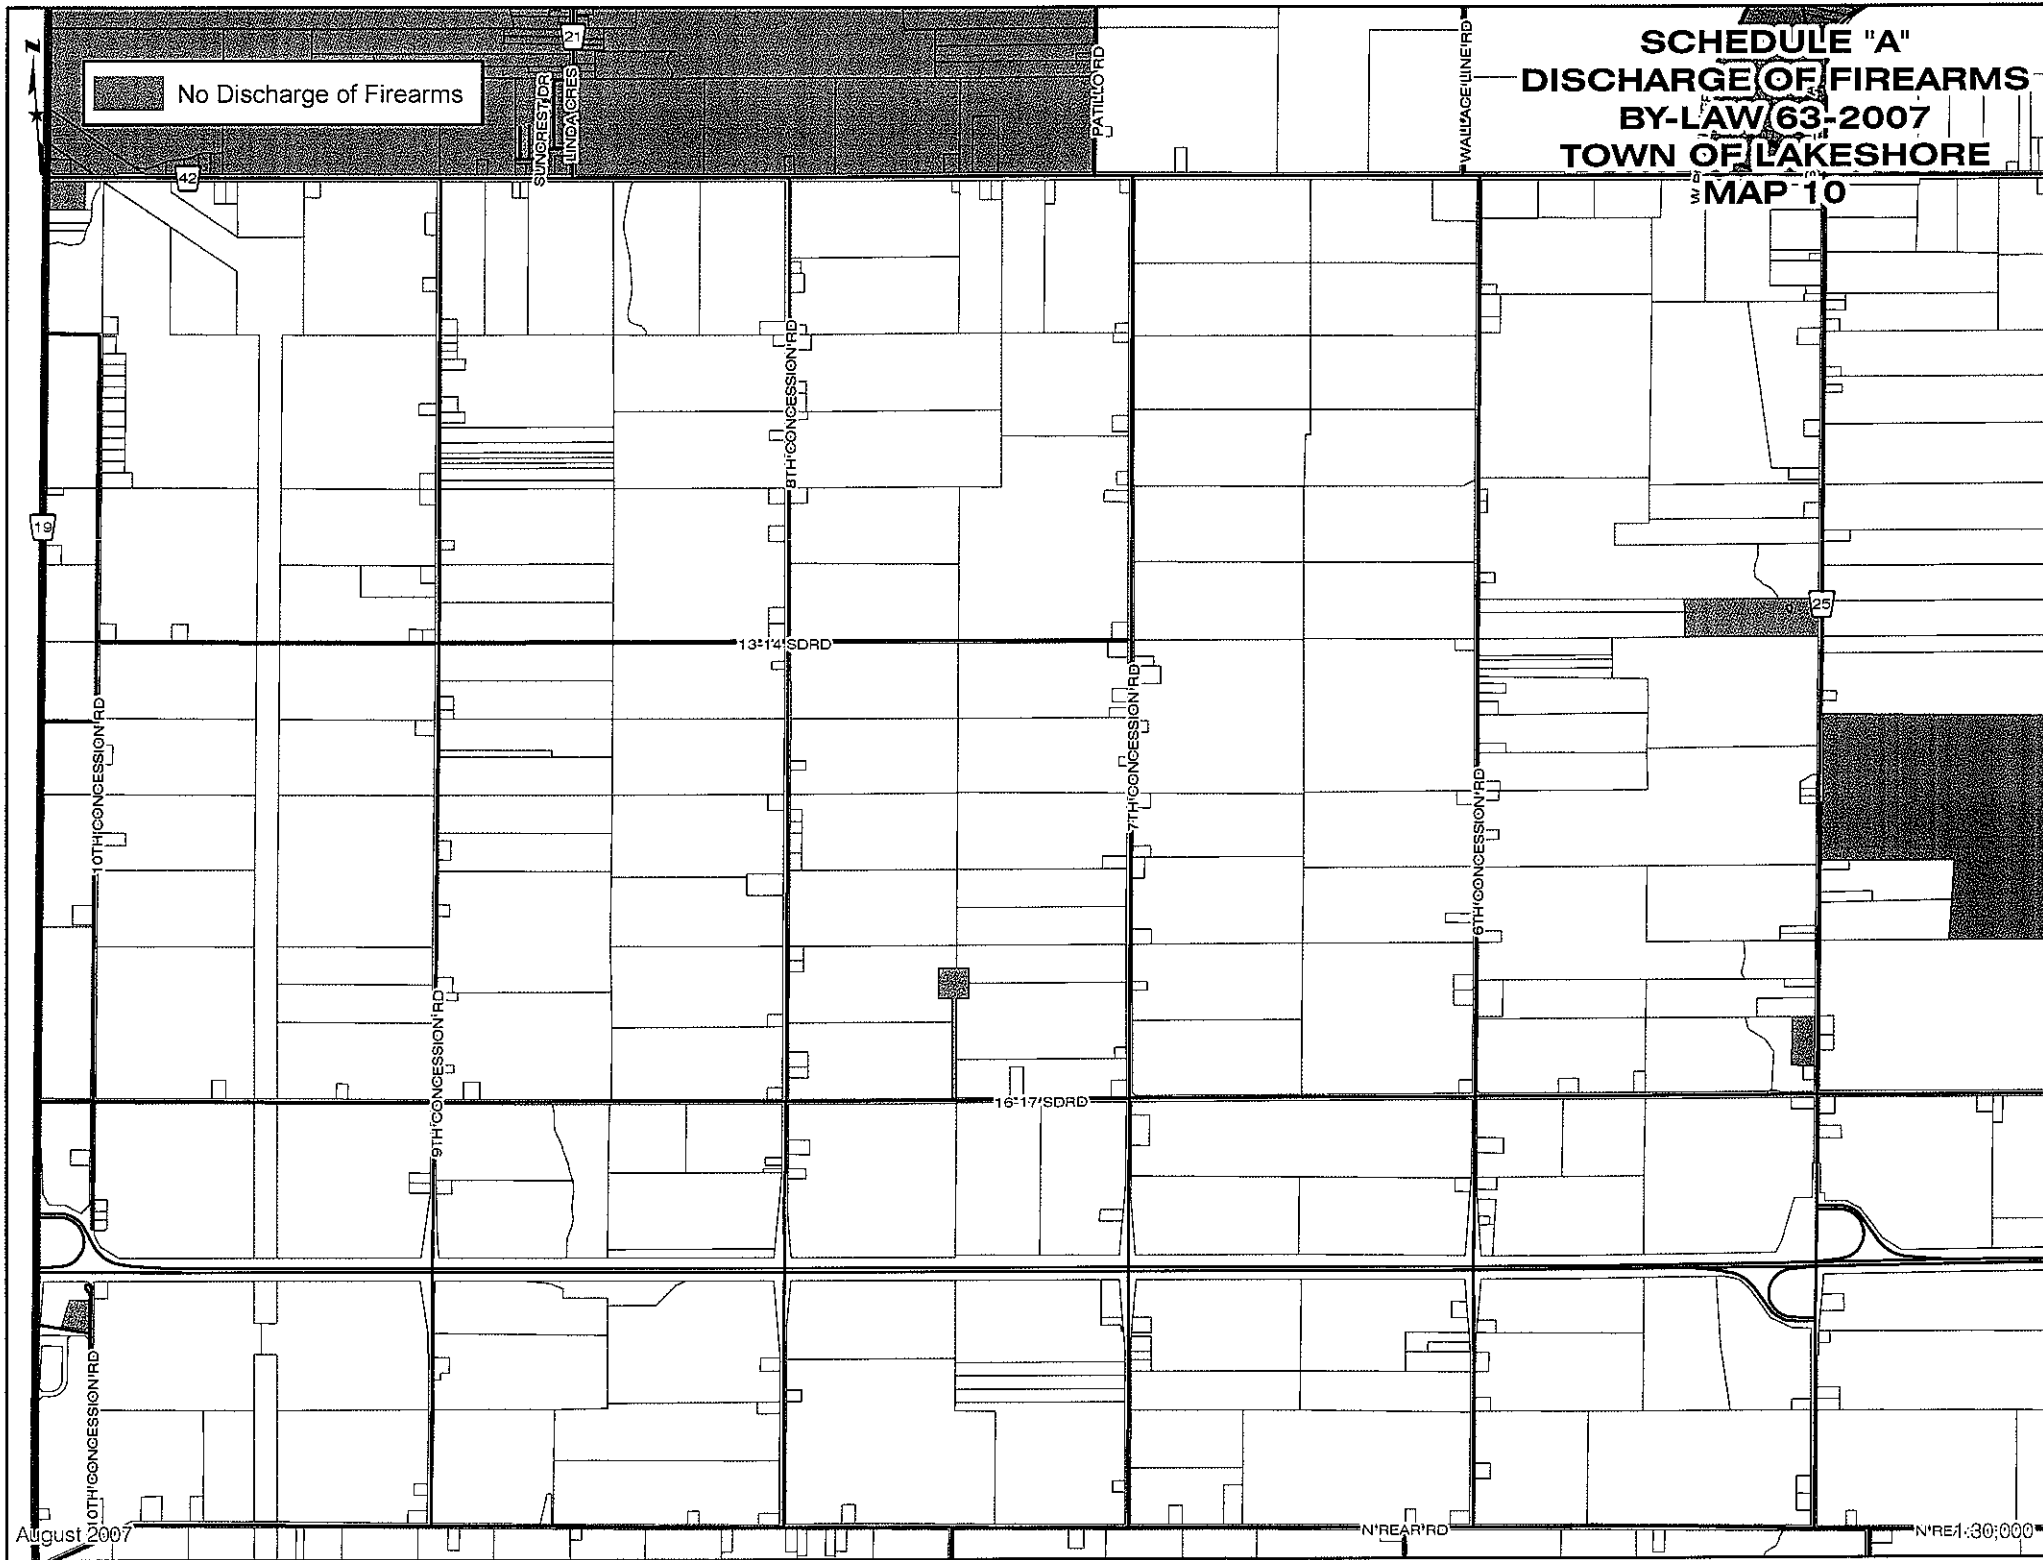 SCHEDULE "A"
DISCHARGE OF FIREARMS
BY-LAW 63-2007
TOWN OF LAKESHORE
MAP 10
N
No Discharge of Firearms
21
SUNCREST DR
LINDA CRES
PATILLO RD
WALLACE LINE RD
42
8TH CONCESSION RD
19
25
13-14 SDRD
10TH CONCESSION RD
7TH CONCESSION RD
6TH CONCESSION RD
9TH CONCESSION RD
16-17 SDRD
10TH CONCESSION RD
August 2007
N REAR RD
1:30,000